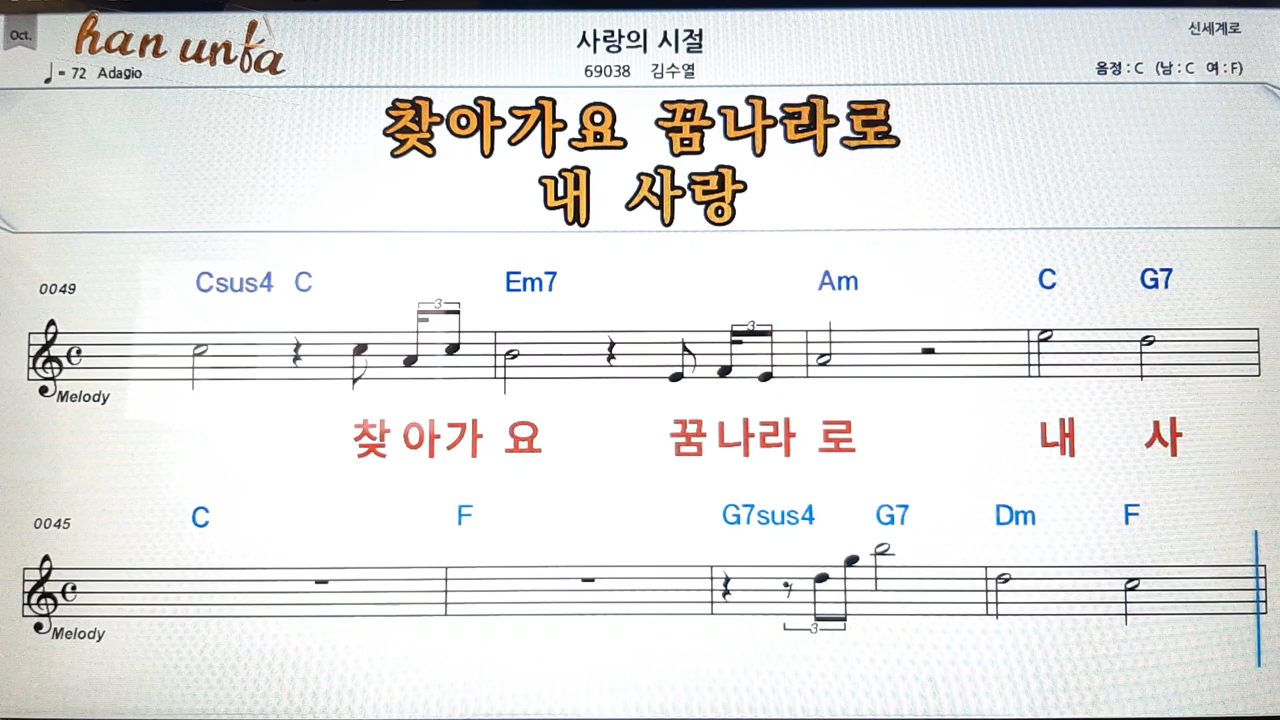 Oct.
han unfa
사랑의 시절
신세계로
♩= 72 Adagio
69038 김수열
음정 : C (남 : C 여 : F)
찾아가요 꿈나라로
내 사랑
0049
Csus4 C Em7 Am C G7
3 3
Melody
찾 아가 요 꿈나라 로 내 사
0045
C F G7sus4 G7 Dm F
Melody
3